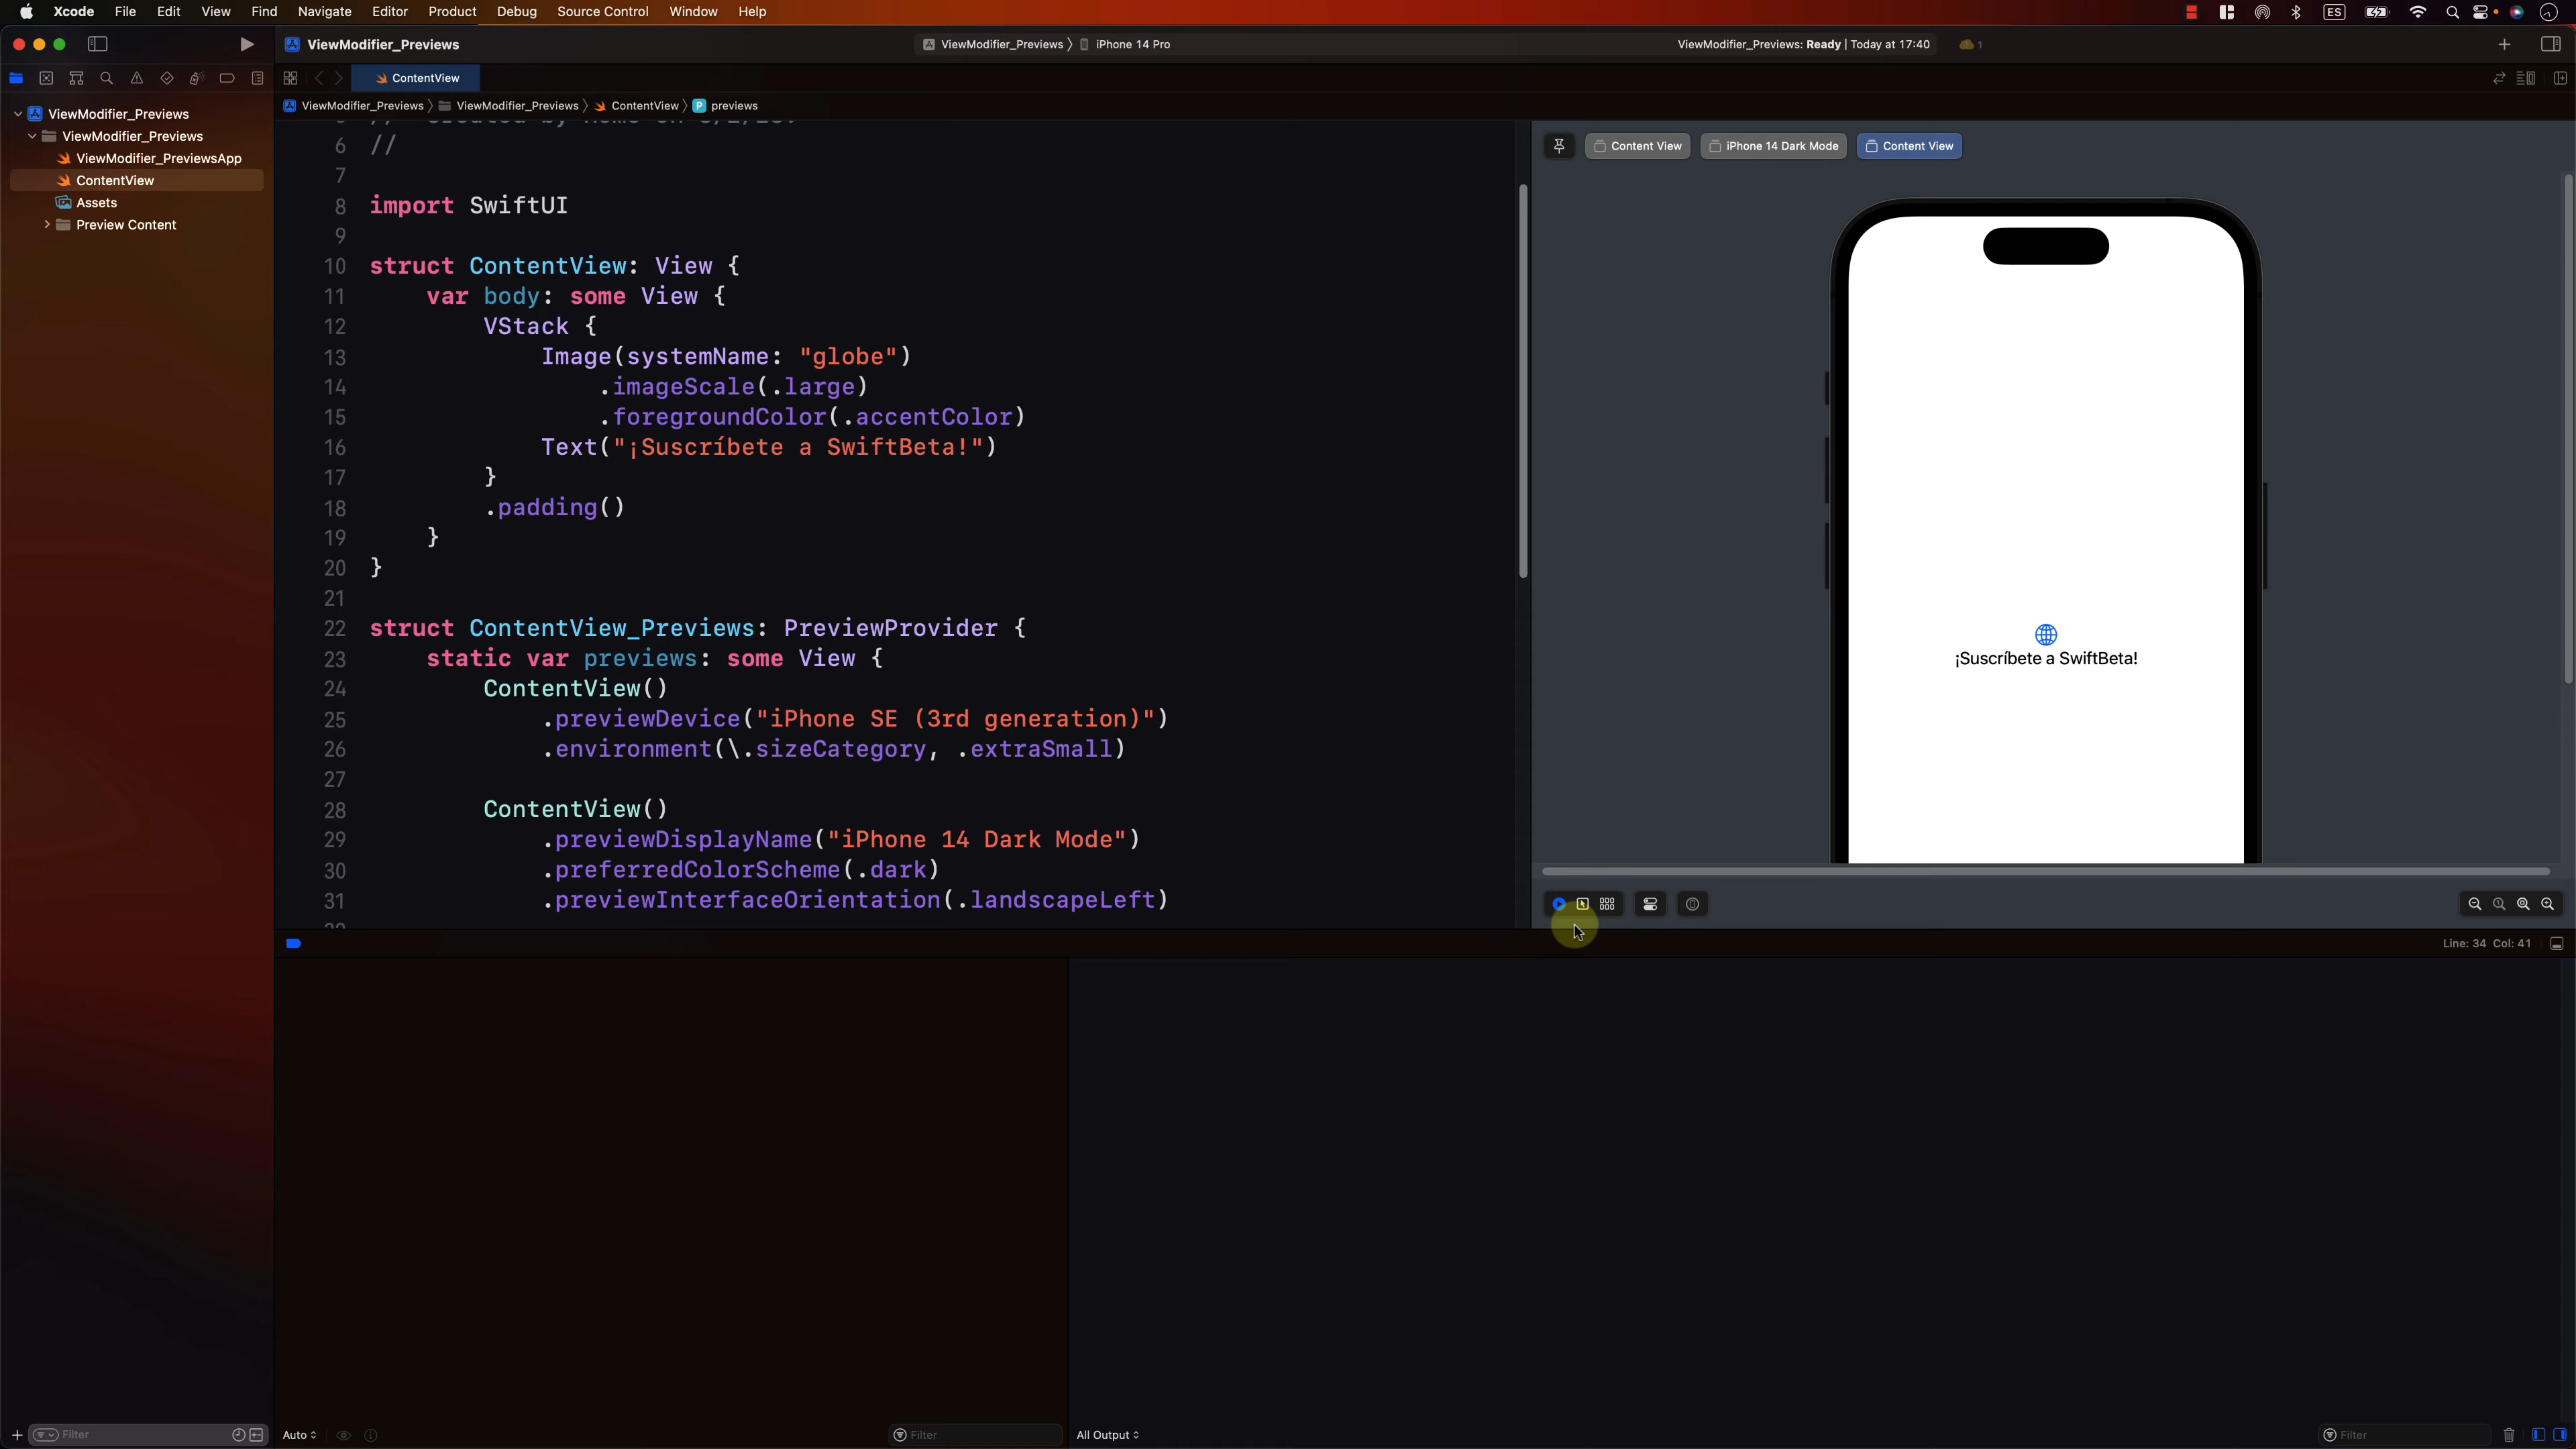 Xcode File Edit View Find Navigate Editor Product Debug Source Control Window Help
ES
ViewModifier_Previews
ViewModifier_Previews 〉 iPhone 14 Pro
ViewModifier_Previews: Ready | Today at 17:40
1
ContentView
ViewModifier_Previews 〉 ViewModifier_Previews 〉 ContentView 〉 P previews
ViewModifier_Previews
ViewModifier_Previews
ViewModifier_PreviewsApp
ContentView
Assets
Preview Content
6 //
7
8 import SwiftUI
9
10 struct ContentView: View {
11 var body: some View {
12 VStack {
13 Image(systemName: "globe")
14 .imageScale(.large)
15 .foregroundColor(.accentColor)
16 Text("¡Suscríbete a SwiftBeta!")
17 }
18 .padding()
19 }
20 }
21
22 struct ContentView_Previews: PreviewProvider {
23 static var previews: some View {
24 ContentView()
25 .previewDevice("iPhone SE (3rd generation)")
26 .environment(\.sizeCategory, .extraSmall)
27
28 ContentView()
29 .previewDisplayName("iPhone 14 Dark Mode")
30 .preferredColorScheme(.dark)
31 .previewInterfaceOrientation(.landscapeLeft)
Content View
iPhone 14 Dark Mode
Content View
¡Suscríbete a SwiftBeta!
Line: 34 Col: 41
Filter
Auto
Filter
All Output
Filter